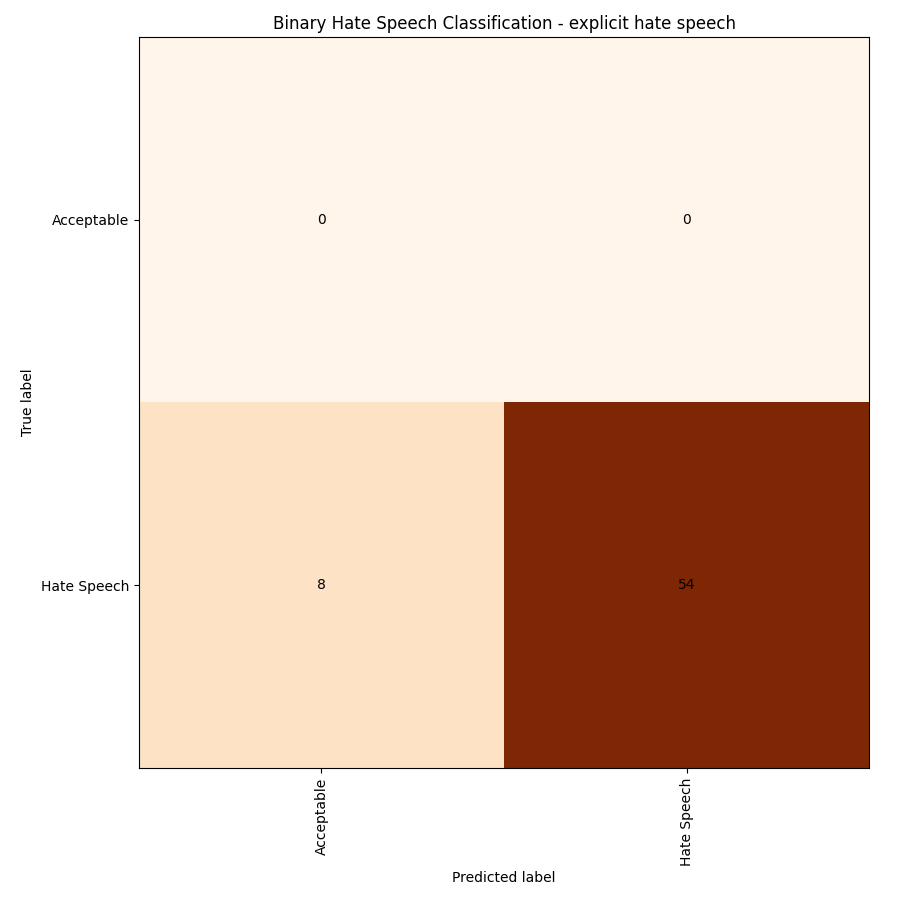 Binary Hate Speech Classification - explicit hate speech
Acceptable
0
0
True label
Hate Speech
8
54
Acceptable
Hate Speech
Predicted label